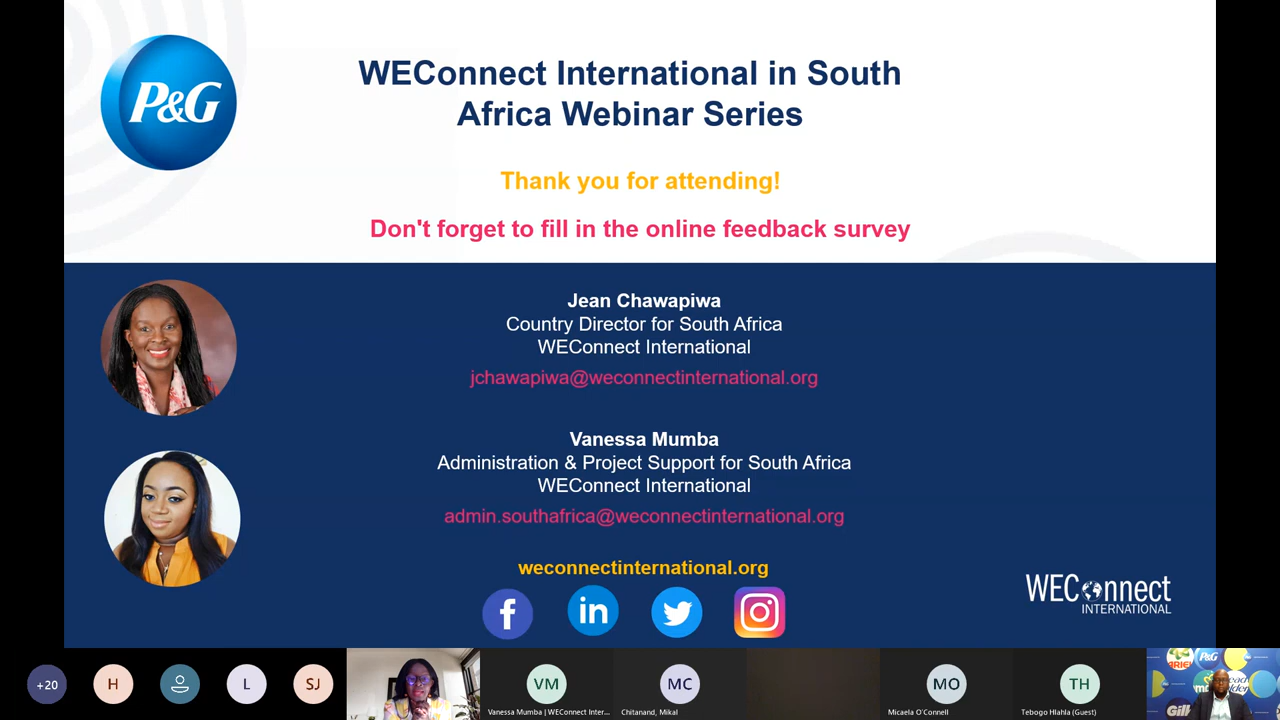 P&G
WEConnect International in South
Africa Webinar Series
Thank you for attending!
Don't forget to fill in the online feedback survey
Jean Chawapiwa
Country Director for South Africa
WEConnect International
jchawapiwa@weconnectinternational.org
Vanessa Mumba
Administration & Project Support for South Africa
WEConnect International
admin.southafrica@weconnectinternational.org
weconnectinternational.org
f
in
WEConnect
INTERNATIONAL
+20
H
L
SJ
VM
Vanessa Mumba | WEConnect Inter...
MC
Chitanand, Mikal
MO
Micaela O'Connell
TH
Tebogo Hlahla (Guest)
ARIEL
P&G